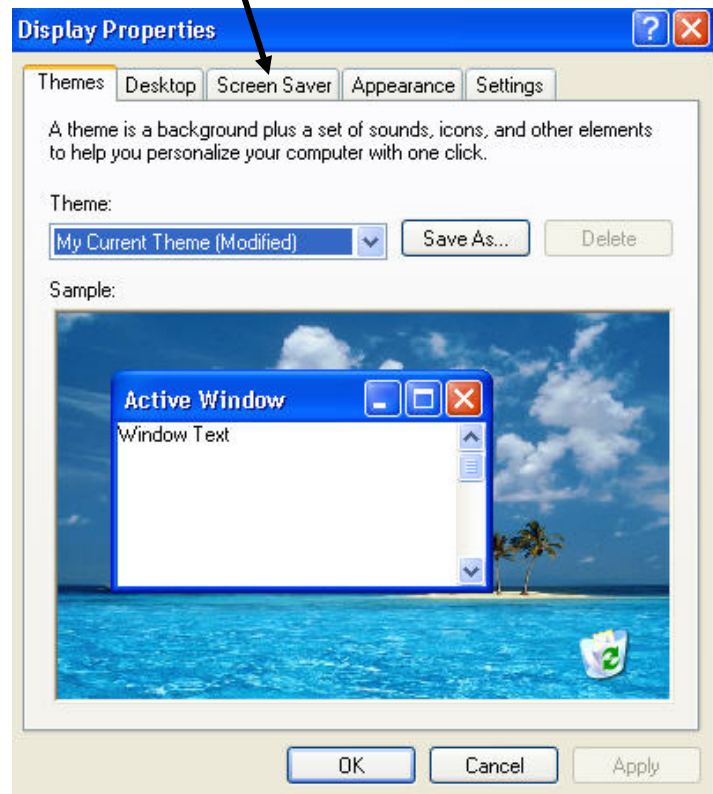 Display Properties
Themes Desktop Screen Saver Appearance Settings
A theme is a background plus a set of sounds, icons, and other elements
to help you personalize your computer with one click.
Theme:
My Current Theme (Modified) Save As... Delete
Sample:
Active Window
Window Text
OK Cancel Apply